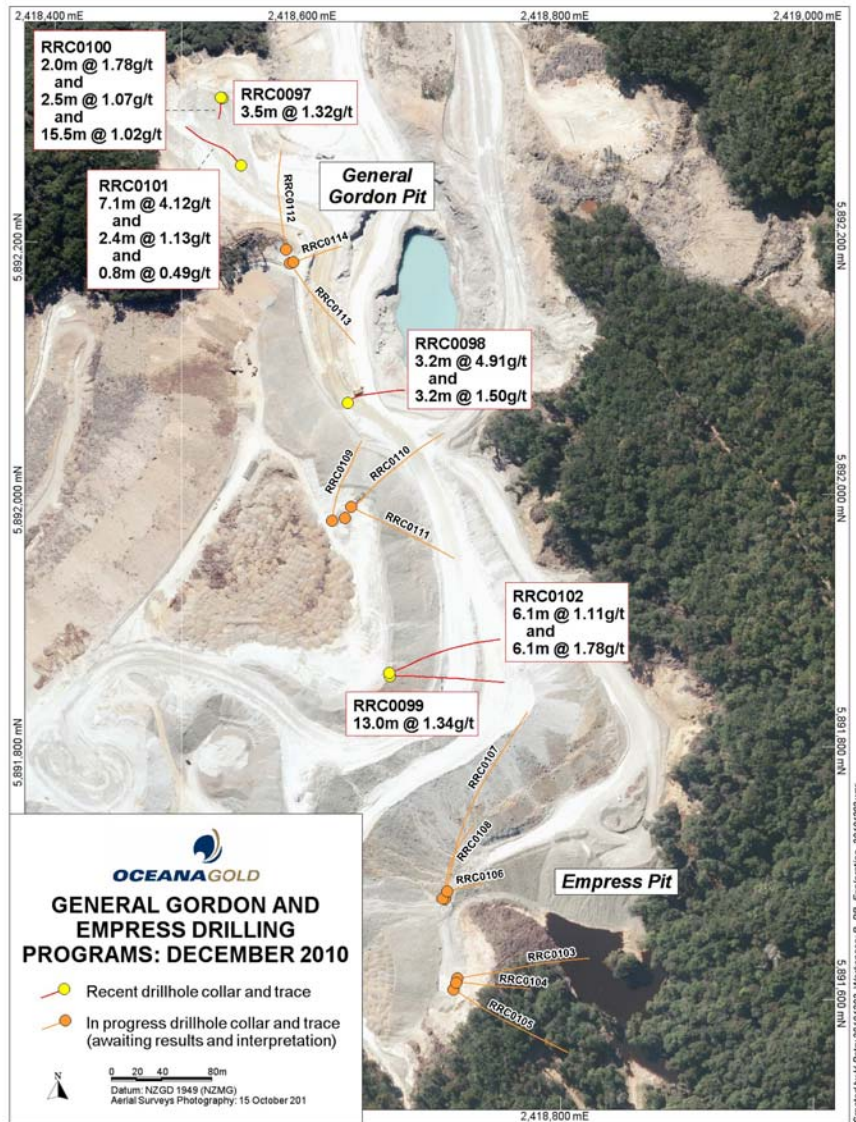 2,418,400 mE
2,418,600 mE
2,418,800 mE
2,419,000 mE
RRC0100
2.0m @ 1.78g/t
and
2.5m @ 1.07g/t
and
15.5m @ 1.02g/t
RRC0097
3.5m @ 1.32g/t
RRC0101
7.1m @ 4.12g/t
and
2.4m @ 1.13g/t
and
0.8m @ 0.49g/t
General
Gordon Pit
RRC0112
RRC0114
RRC0113
5,892,200 mN
5,892,200 mN
RRC0098
3.2m @ 4.91g/t
and
3.2m @ 1.50g/t
RRC0109
RRC0110
RRC0111
5,892,000 mN
5,892,000 mN
RRC0102
6.1m @ 1.11g/t
and
6.1m @ 1.78g/t
RRC0099
13.0m @ 1.34g/t
5,891,800 mN
5,891,800 mN
RRC0107
RRC0108
RRC0106
Empress Pit
RRC0103
RRC0104
RRC0105
5,891,600 mN
OCEANAGOLD
GENERAL GORDON AND
EMPRESS DRILLING
PROGRAMS: DECEMBER 2010
Recent drillhole collar and trace
In progress drillhole collar and trace
(awaiting results and interpretation)
N
0 20 40 80m
Datum: NZGD 1949 (NZMG)
Aerial Surveys Photography: 15 October 201
2,418,800 mE